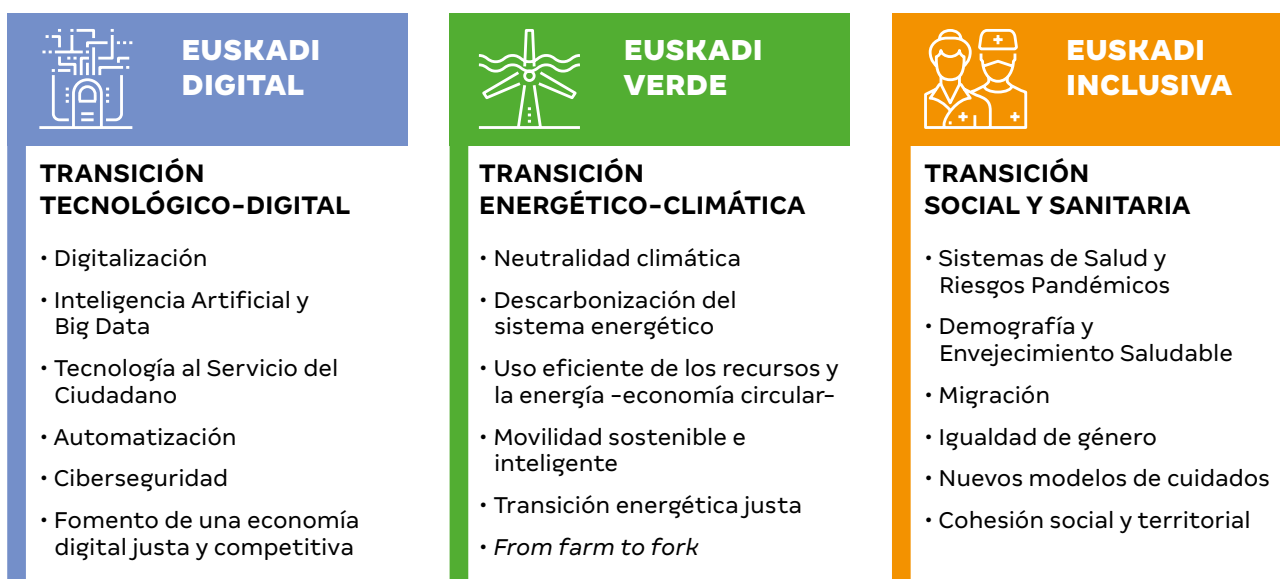 EUSKADI
DIGITAL
TRANSICIÓN
TECNOLÓGICO-DIGITAL
· Digitalización
· Inteligencia Artificial y
Big Data
· Tecnología al Servicio del
Ciudadano
· Automatización
· Ciberseguridad
· Fomento de una economía
digital justa y competitiva
EUSKADI
VERDE
TRANSICIÓN
ENERGÉTICO-CLIMÁTICA
· Neutralidad climática
· Descarbonización del
sistema energético
· Uso eficiente de los recursos y
la energía -economía circular-
· Movilidad sostenible e
inteligente
· Transición energética justa
· From farm to fork
EUSKADI
INCLUSIVA
TRANSICIÓN
SOCIAL Y SANITARIA
· Sistemas de Salud y
Riesgos Pandémicos
· Demografía y
Envejecimiento Saludable
· Migración
· Igualdad de género
· Nuevos modelos de cuidados
· Cohesión social y territorial